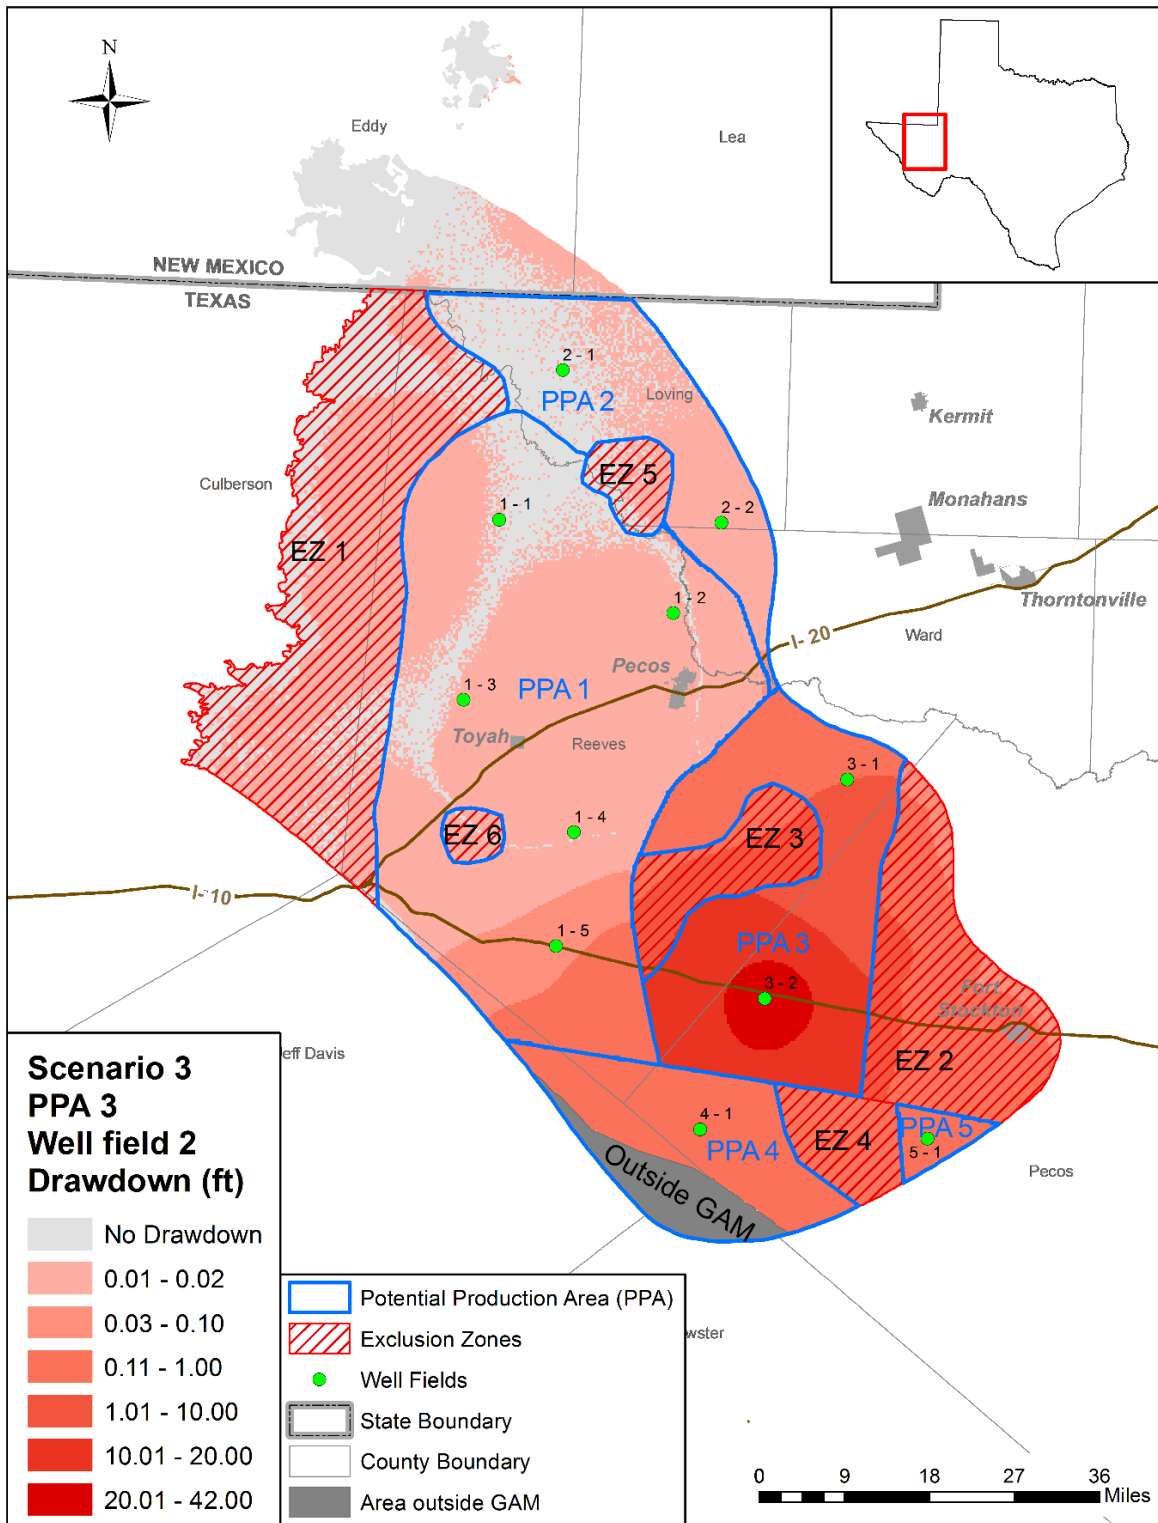 N
Eddy
Lea
NEW MEXICO
TEXAS
2 - 1
PPA 2
Loving
Kermit
EZ 5
Culberson
Monahans
1 - 1
2 - 2
EZ 1
Thorntonville
1 - 2
I- 20
Ward
Pecos
1 - 3
PPA 1
Toyah
Reeves
3 - 1
1 - 4
EZ 3
EZ 6
I- 10
1 - 5
PPA 3
3 - 2
Fort
Stockton
EZ 2
Jeff Davis
4 - 1
PPA 4
EZ 4
PPA 5
5 - 1
Outside GAM
Pecos
wster
Scenario 3
PPA 3
Well field 2
Drawdown (ft)
No Drawdown
0.01 - 0.02
0.03 - 0.10
0.11 - 1.00
1.01 - 10.00
10.01 - 20.00
20.01 - 42.00
Potential Production Area (PPA)
Exclusion Zones
Well Fields
State Boundary
County Boundary
Area outside GAM
0 9 18 27 36
Miles